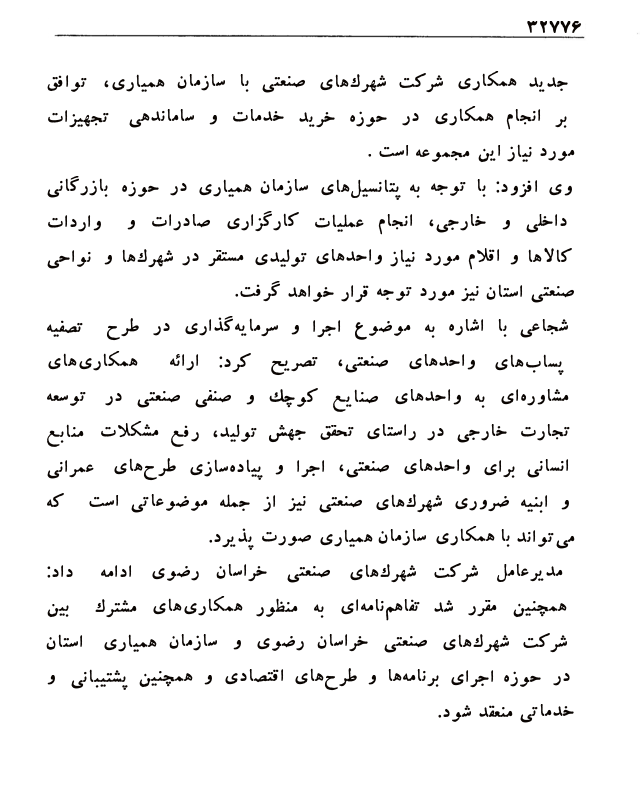 ۳۲۷۷۶
جدید همکاری شرکت شهرك‌های صنعتی با سازمان همیاری، توافق
بر انجام همکاری در حوزه خرید خدمات و ساماندهی تجهیزات
مورد نیاز این مجموعه است .
وی افزود: با توجه به پتانسیل‌های سازمان همیاری در حوزه بازرگانی
داخلی و خارجی، انجام عملیات کارگزاری صادرات و واردات
کالاها و اقلام مورد نیاز واحدهای تولیدی مستقر در شهرك‌ها و نواحی
صنعتی استان نیز مورد توجه قرار خواهد گرفت.
شجاعی با اشاره به موضوع اجرا و سرمایه‌گذاری در طرح تصفیه
پساب‌های واحدهای صنعتی، تصریح کرد: ارائه همکاری‌های
مشاوره‌ای به واحدهای صنایع کوچك و صنفی صنعتی در توسعه
تجارت خارجی در راستای تحقق جهش تولید، رفع مشکلات منابع
انسانی برای واحدهای صنعتی، اجرا و پیاده‌سازی طرح‌های عمرانی
و ابنیه ضروری شهرك‌های صنعتی نیز از جمله موضوعاتی است که
می‌تواند با همکاری سازمان همیاری صورت پذیرد.
مدیرعامل شرکت شهرك‌های صنعتی خراسان رضوی ادامه داد:
همچنین مقرر شد تفاهم‌نامه‌ای به منظور همکاری‌های مشترك بین
شرکت شهرك‌های صنعتی خراسان رضوی و سازمان همیاری استان
در حوزه اجرای برنامه‌ها و طرح‌های اقتصادی و همچنین پشتیبانی و
خدماتی منعقد شود.